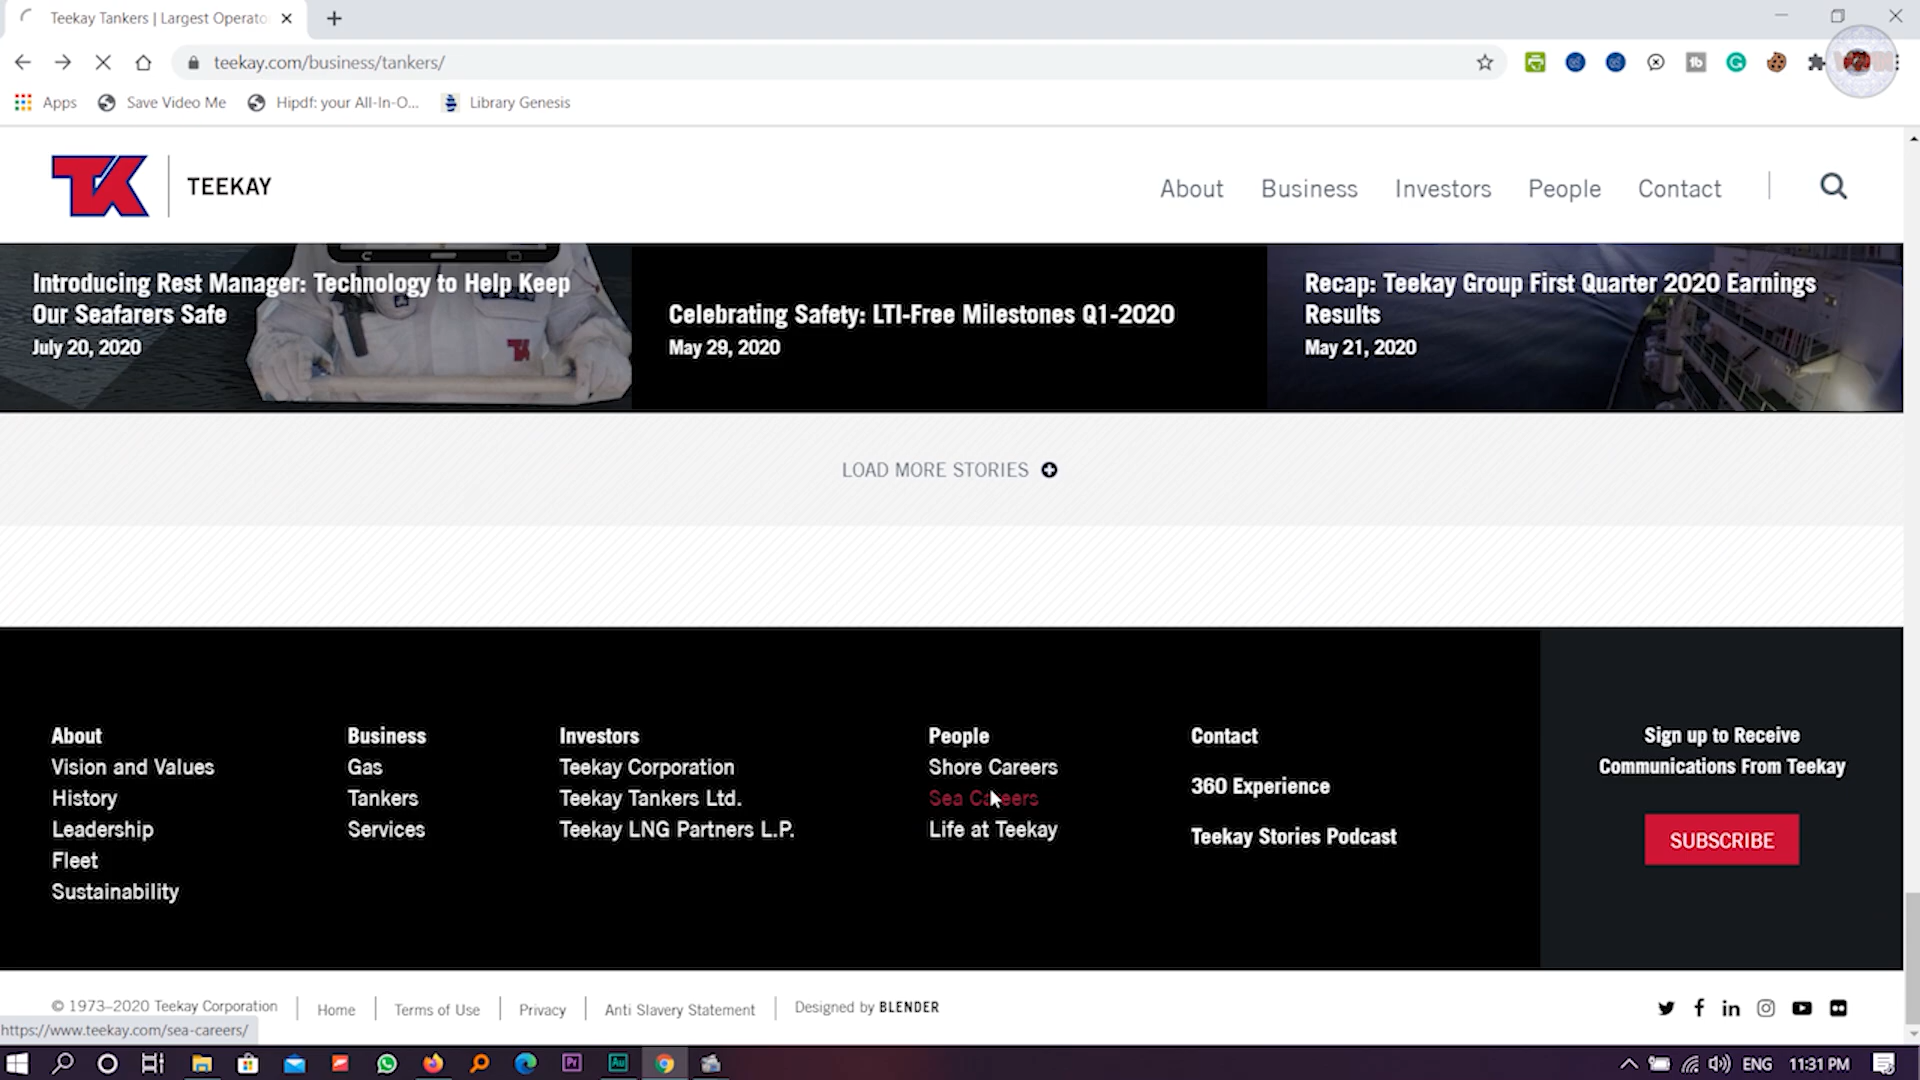 Teekay Tankers | Largest Operato
teekay.com/business/tankers/
Apps
Save Video Me
Hipdf: your All-In-O...
Library Genesis
TK
TEEKAY
About
Business
Investors
People
Contact
Introducing Rest Manager: Technology to Help Keep
Our Seafarers Safe
July 20, 2020
Celebrating Safety: LTI-Free Milestones Q1-2020
May 29, 2020
Recap: Teekay Group First Quarter 2020 Earnings
Results
May 21, 2020
LOAD MORE STORIES
About
Vision and Values
History
Leadership
Fleet
Sustainability
Business
Gas
Tankers
Services
Investors
Teekay Corporation
Teekay Tankers Ltd.
Teekay LNG Partners L.P.
People
Shore Careers
Sea Careers
Life at Teekay
Contact
360 Experience
Teekay Stories Podcast
Sign up to Receive
Communications From Teekay
SUBSCRIBE
© 1973–2020 Teekay Corporation
Home
Terms of Use
Privacy
Anti Slavery Statement
Designed by BLENDER
https://www.teekay.com/sea-careers/
ENG
11:31 PM